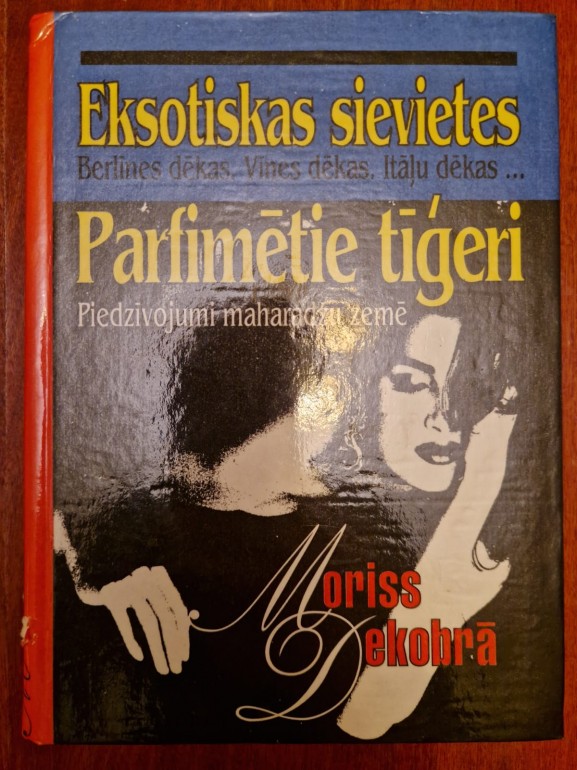 Eksotiskas sievietes
Berlīnes dēkas. Vīnes dēkas. Itāļu dēkas ...
Parfimētie tīģeri
Piedzīvojumi maharadžu zemē
Moriss
Dekobrā